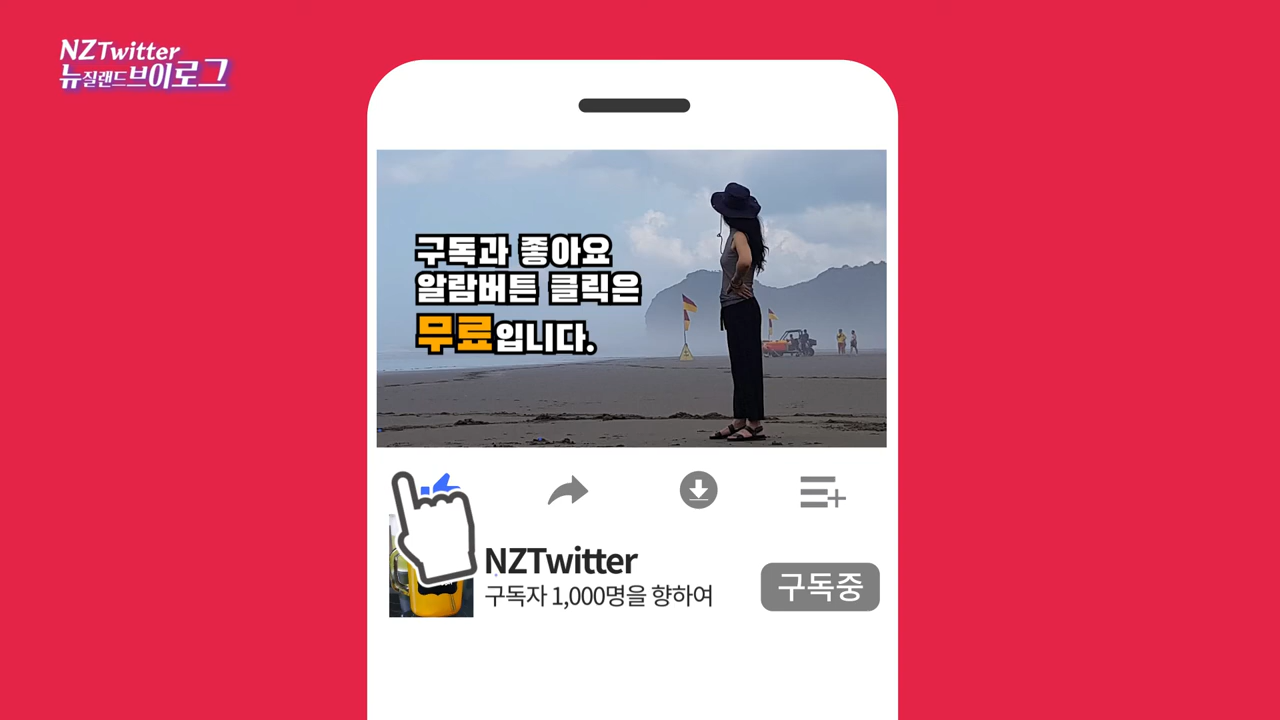 NZTwitter
뉴질랜드브이로그
구독과 좋아요
알람버튼 클릭은
무료입니다.
NZTwitter
구독자 1,000명을 향하여
구독중